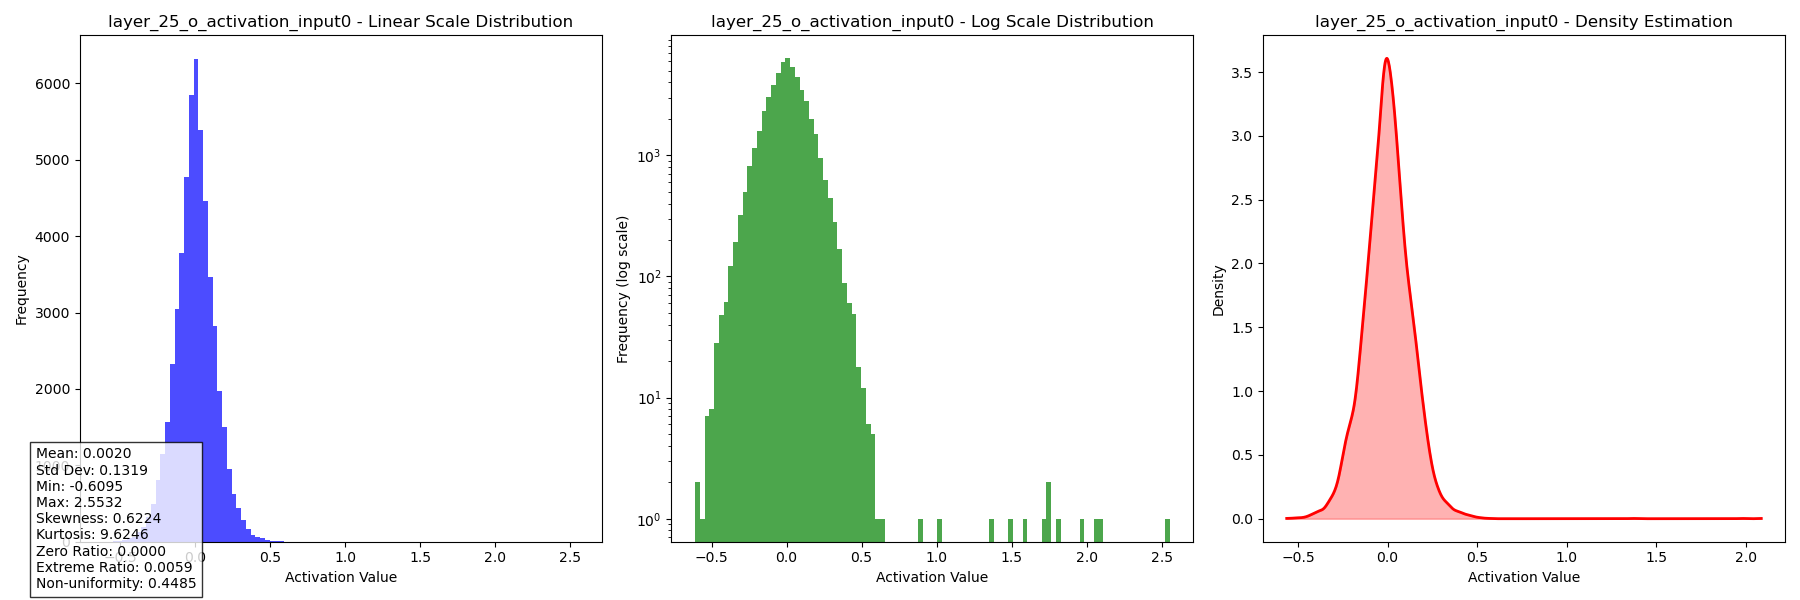 layer_25_o_activation_input0 - Linear Scale Distribution
layer_25_o_activation_input0 - Log Scale Distribution
layer_25_o_activation_input0 - Density Estimation
Frequency
6000
5000
4000
3000
2000
1000
0
0.0
0.5
1.0
1.5
2.0
2.5
Activation Value
Mean: 0.0020
Std Dev: 0.1319
Min: -0.6095
Max: 2.5532
Skewness: 0.6224
Kurtosis: 9.6246
Zero Ratio: 0.0000
Extreme Ratio: 0.0059
Non-uniformity: 0.4485
Frequency (log scale)
10³
10²
10¹
10⁰
−0.5
0.0
0.5
1.0
1.5
2.0
2.5
Activation Value
Density
3.5
3.0
2.5
2.0
1.5
1.0
0.5
0.0
−0.5
0.0
0.5
1.0
1.5
2.0
Activation Value